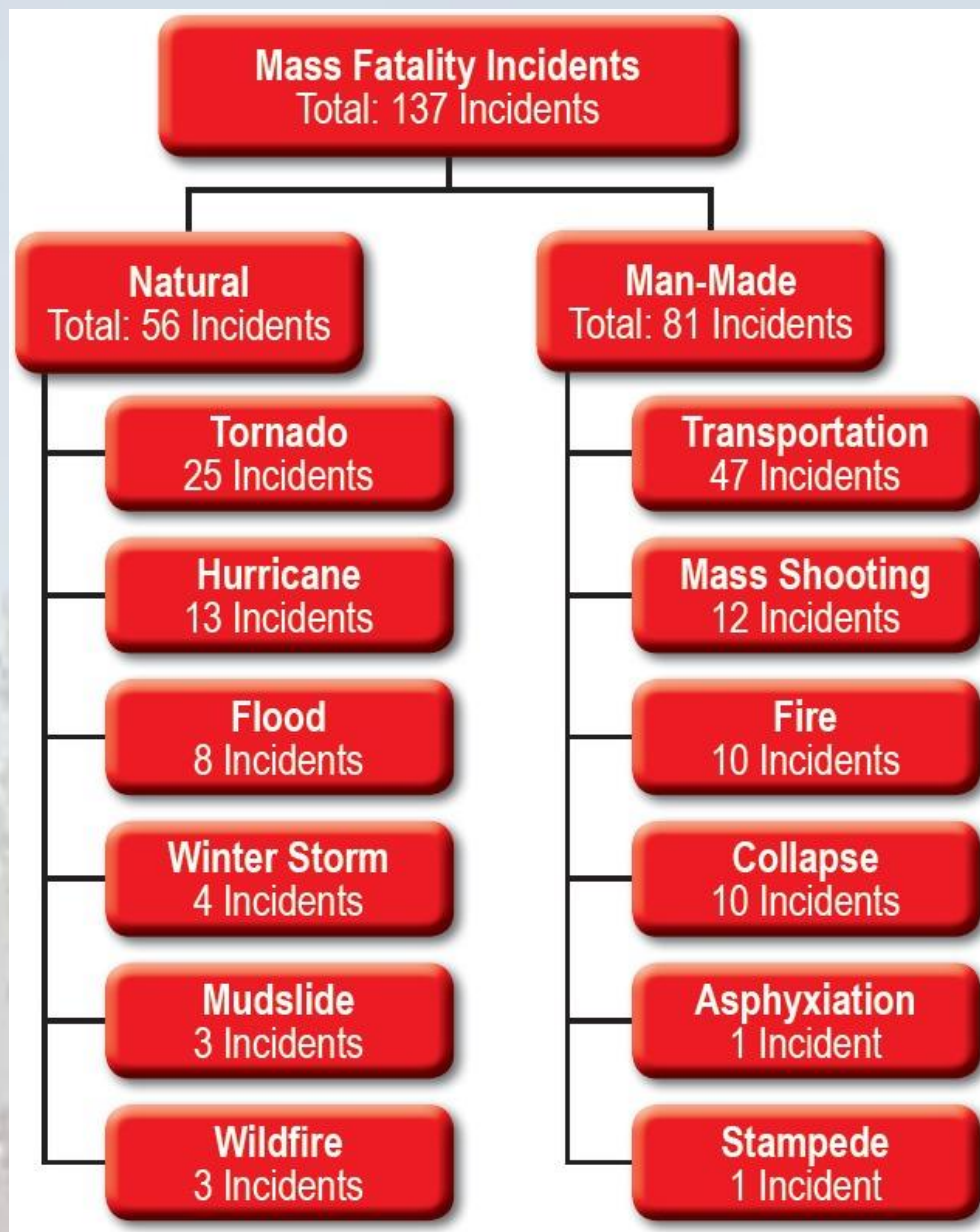 Mass Fatality Incidents
Total: 137 Incidents
Natural
Total: 56 Incidents
Tornado
25 Incidents
Hurricane
13 Incidents
Flood
8 Incidents
Winter Storm
4 Incidents
Mudslide
3 Incidents
Wildfire
3 Incidents
Man-Made
Total: 81 Incidents
Transportation
47 Incidents
Mass Shooting
12 Incidents
Fire
10 Incidents
Collapse
10 Incidents
Asphyxiation
1 Incident
Stampede
1 Incident